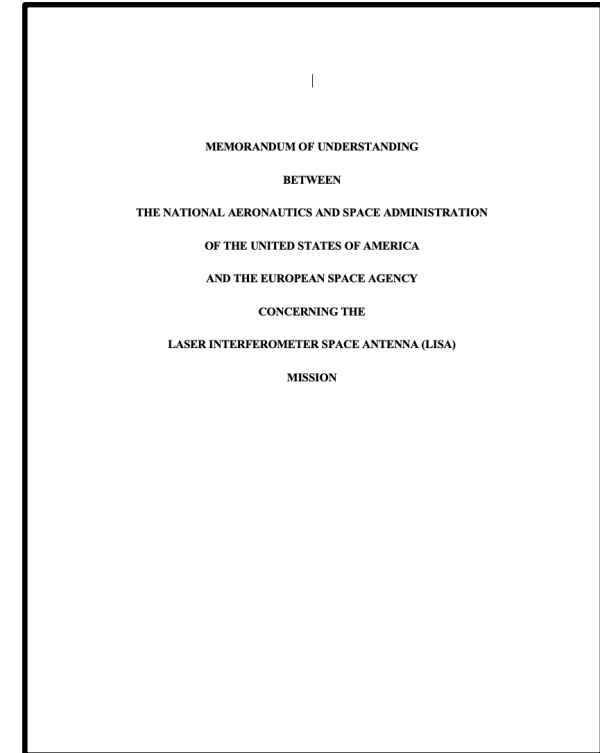 MEMORANDUM OF UNDERSTANDING
BETWEEN
THE NATIONAL AERONAUTICS AND SPACE ADMINISTRATION
OF THE UNITED STATES OF AMERICA
AND THE EUROPEAN SPACE AGENCY
CONCERNING THE
LASER INTERFEROMETER SPACE ANTENNA (LISA)
MISSION